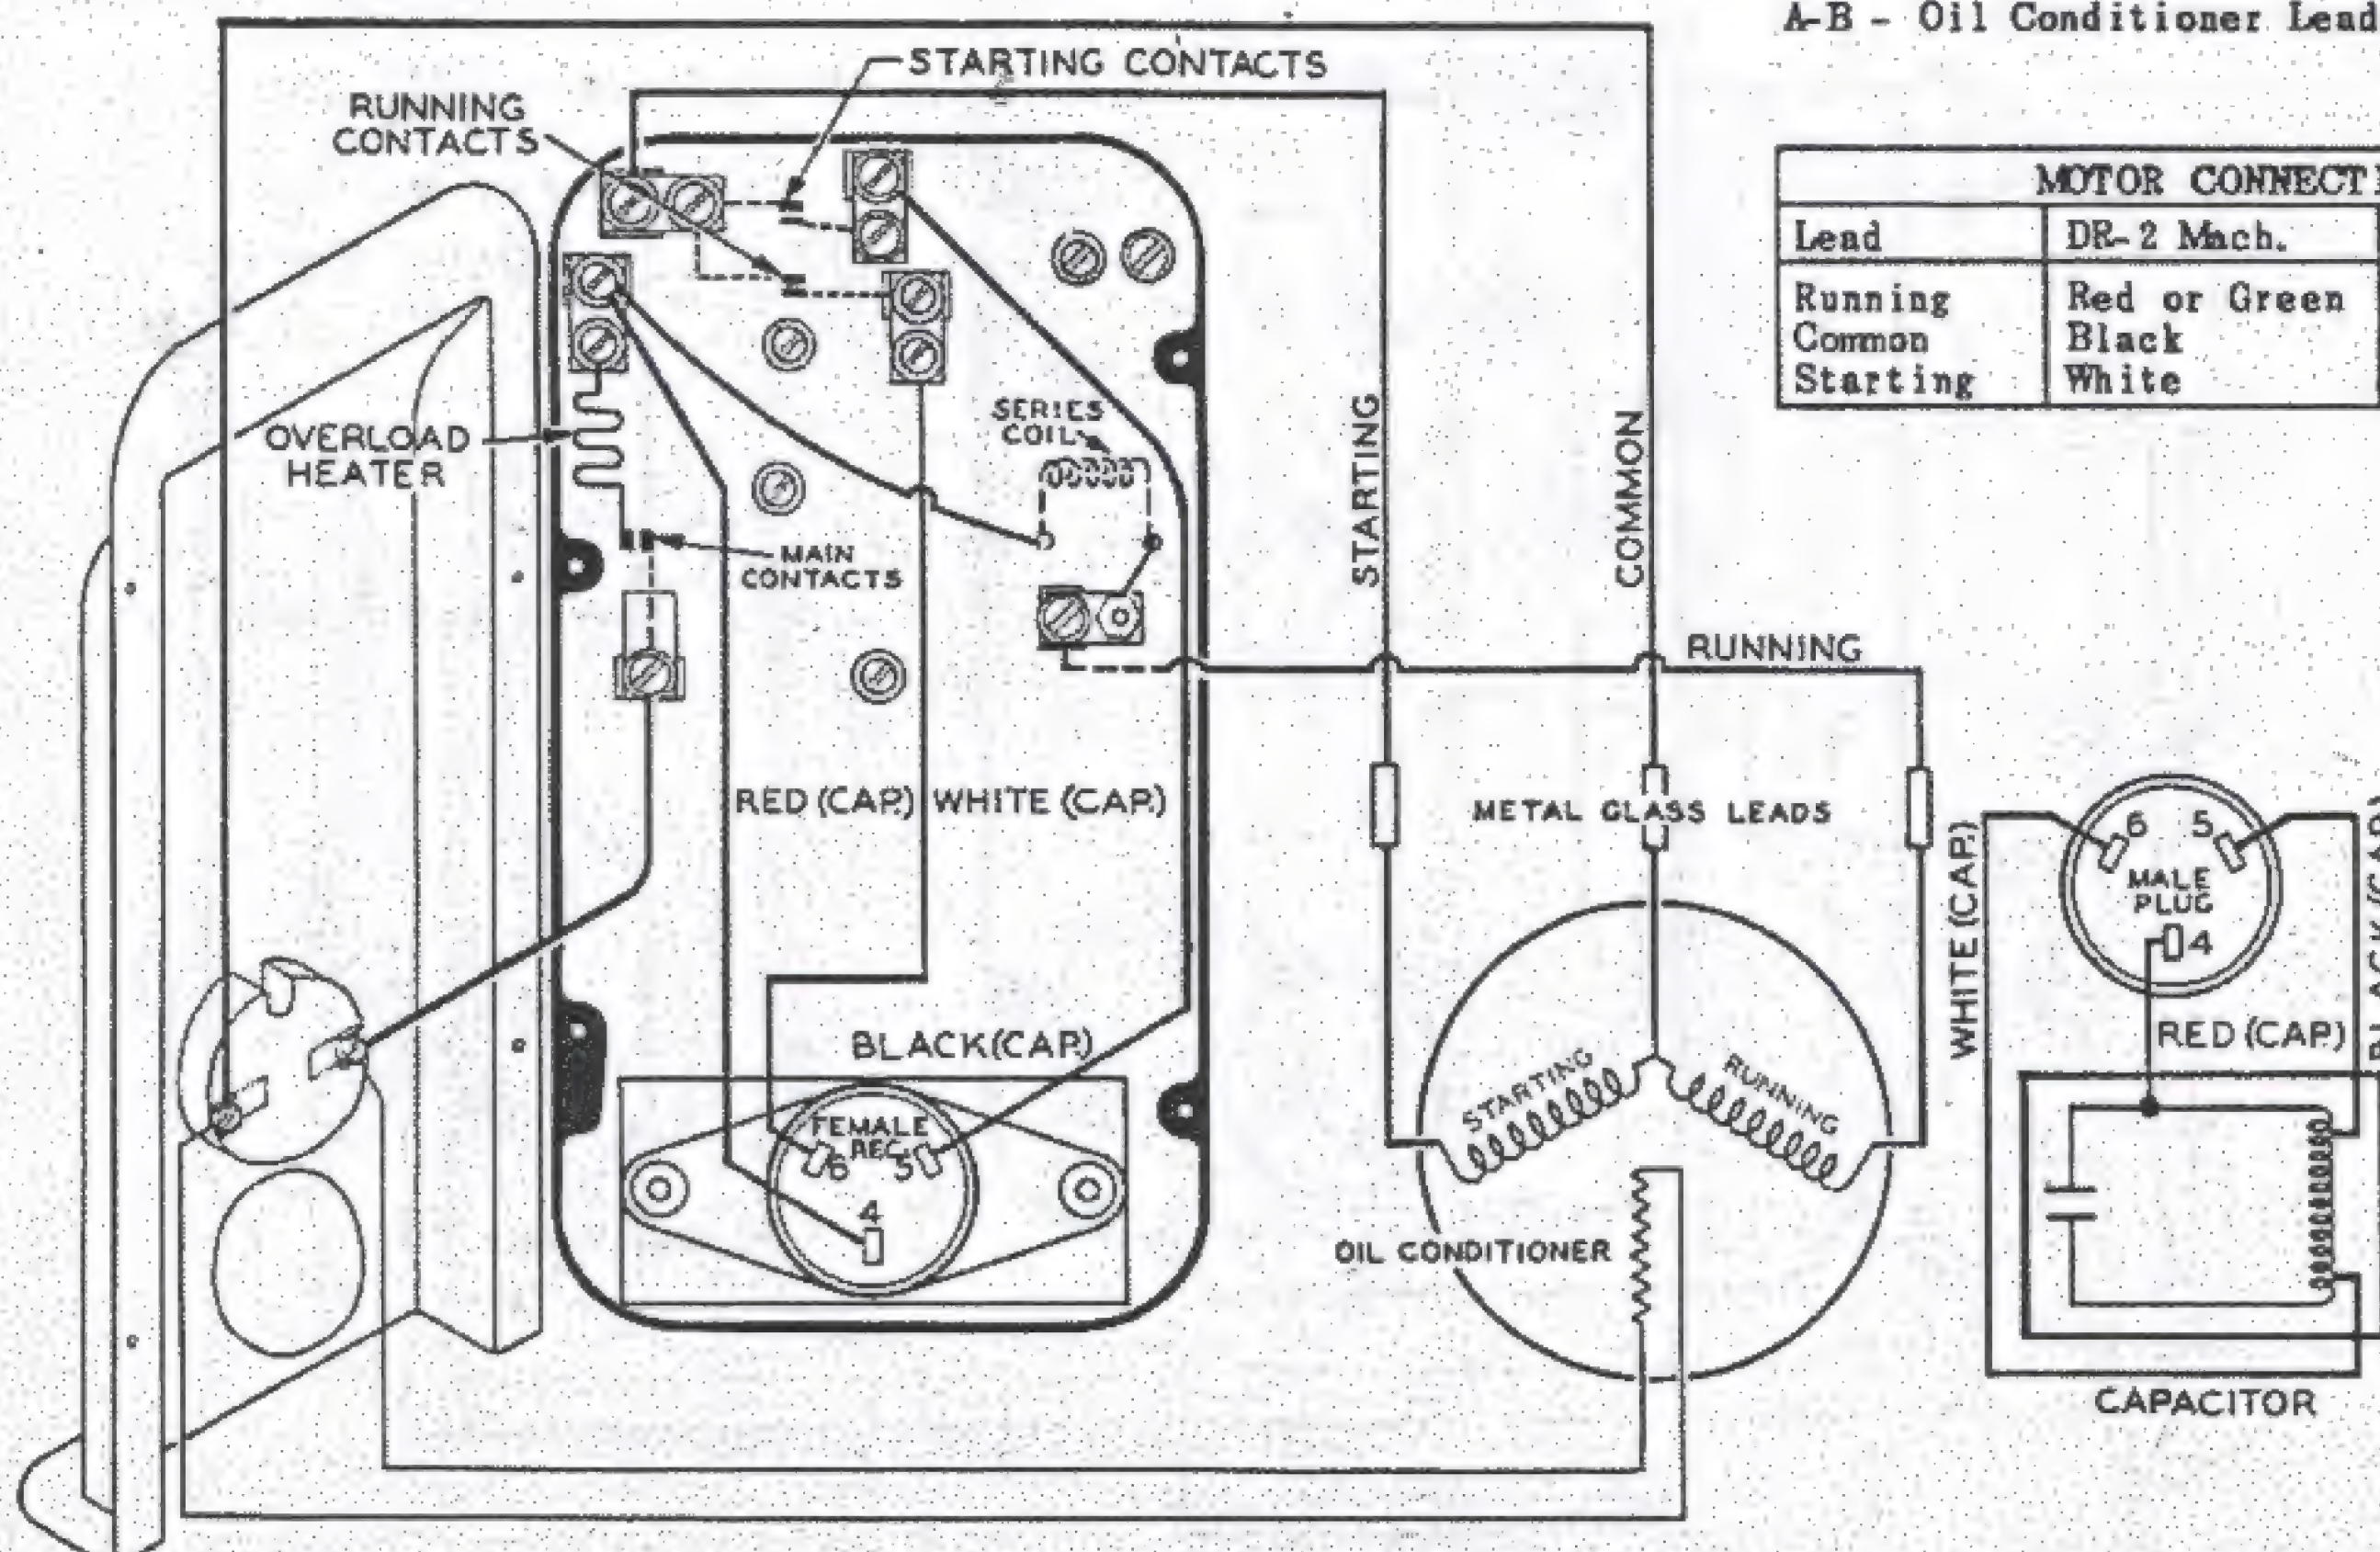 A-B - Oil Conditioner Lead
STARTING CONTACTS
RUNNING
CONTACTS
MOTOR CONNECT
Lead DR-2 Mach.
Running Red or Green
Common Black
Starting White
OVERLOAD
HEATER
SERIES
COIL
MAIN
CONTACTS
STARTING
COMMON
RUNNING
RED (CAP.) WHITE (CAP.)
METAL GLASS LEADS
WHITE (CAP.)
6 5
MALE
PLUG
4
RED (CAP.)
BLACK (CAP.)
BLACK (CAP.)
STARTING
RUNNING
FEMALE
REC.
6 5
4
OIL CONDITIONER
CAPACITOR